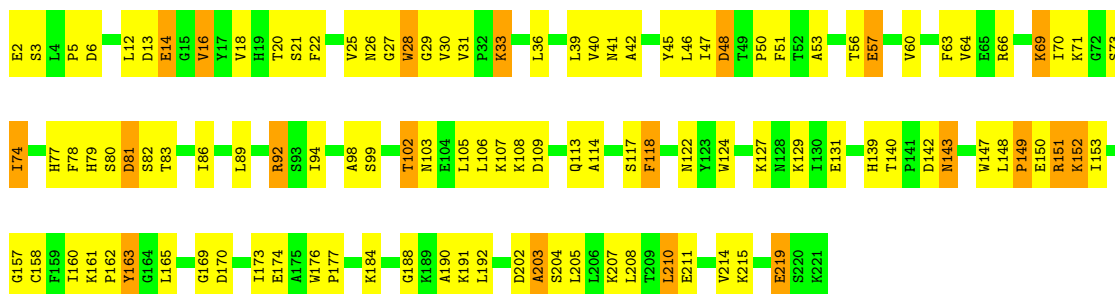 E2 S3 L4 P5 D6 L12 D13 E14 G15 V16 Y17 V18 H19 T20 S21 F22 V25 N26 G27 W28 G29 V30 V31 P32 K33 L36 L39 V40 N41 A42 Y45 L46 I47 D48 T49 P50 F51 T52 A53 T56 E57 V60 F63 V64 E65 R66 K69 I70 K71 G72 S73
I74 H77 F78 H79 S80 D81 S82 T83 I86 L89 R92 S93 I94 A98 S99 T102 N103 E104 L105 L106 K107 K108 D109 Q113 A114 S117 F118 N122 Y123 W124 K127 N128 K129 I130 E131 H139 T140 P141 D142 N143 W147 L148 P149 E150 R151 K152 I153
G157 C158 F159 I160 K161 P162 Y163 G164 L165 G169 D170 I173 E174 A175 W176 P177 K184 G188 K189 A190 K191 L192 D202 A203 S204 L205 L206 K207 L208 T209 L210 E211 V214 K215 E219 S220 K221